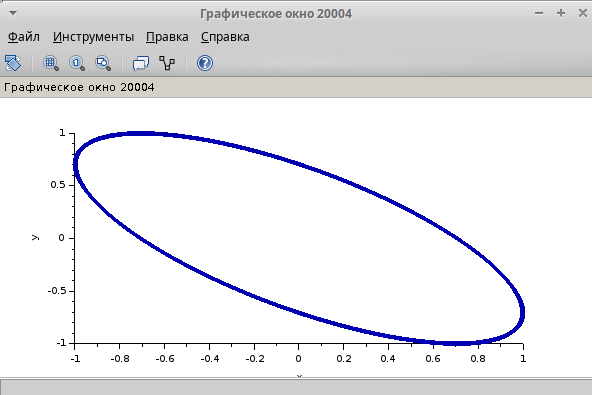 Графическое окно 20004
Файл Инструменты Правка Справка
Графическое окно 20004
1
0.5
0
-0.5
-1
y
-1 -0.8 -0.6 -0.4 -0.2 0 0.2 0.4 0.6 0.8 1